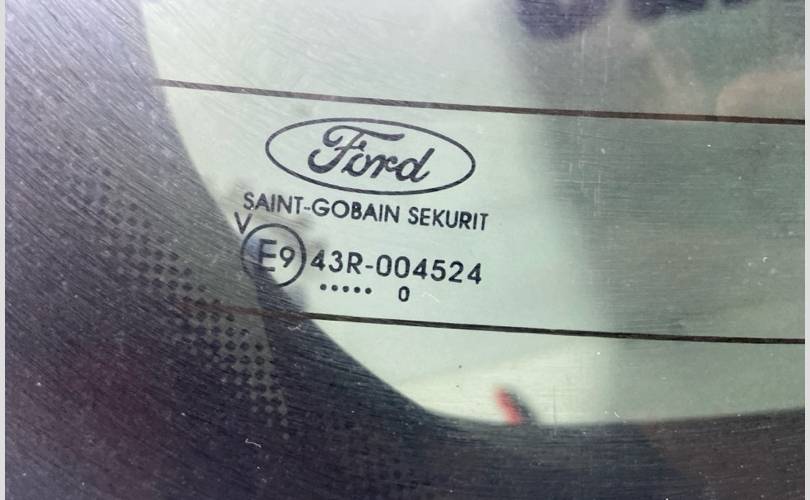 Ford
SAINT-GOBAIN SEKURIT
V
E9 43R-004524
..... 0